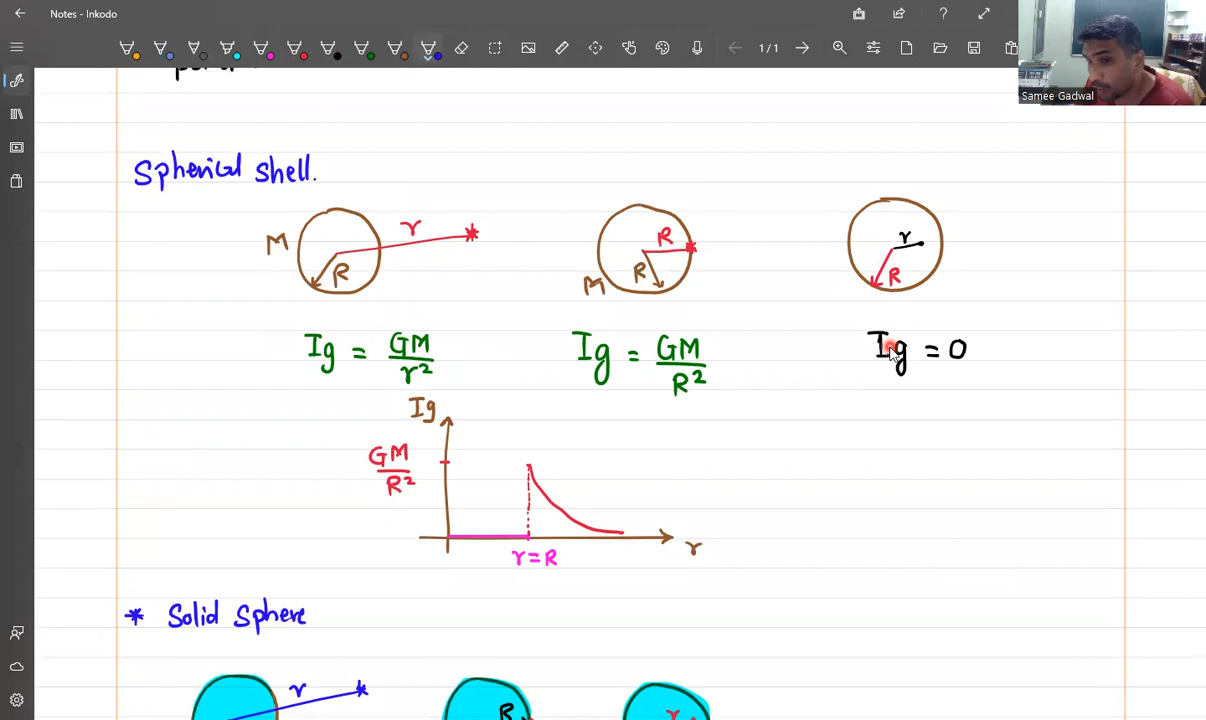 Notes - Inkodo
1/1
Samee Gadwal
Spherical shell.
M R r
M R R
r R
Ig = GM/r²
Ig = GM/R²
Ig = 0
Ig
GM/R²
r=R
r
* Solid Sphere
r
R
r